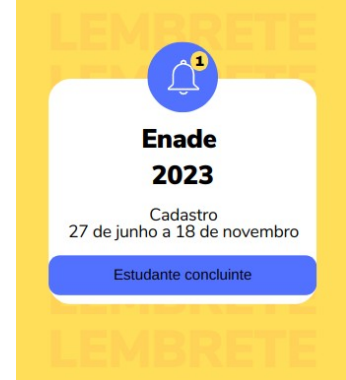 LEMBRETE
LEMBRETE
1
Enade
2023
Cadastro
27 de junho a 18 de novembro
Estudante concluinte
LEMBRETE
LEMBRETE